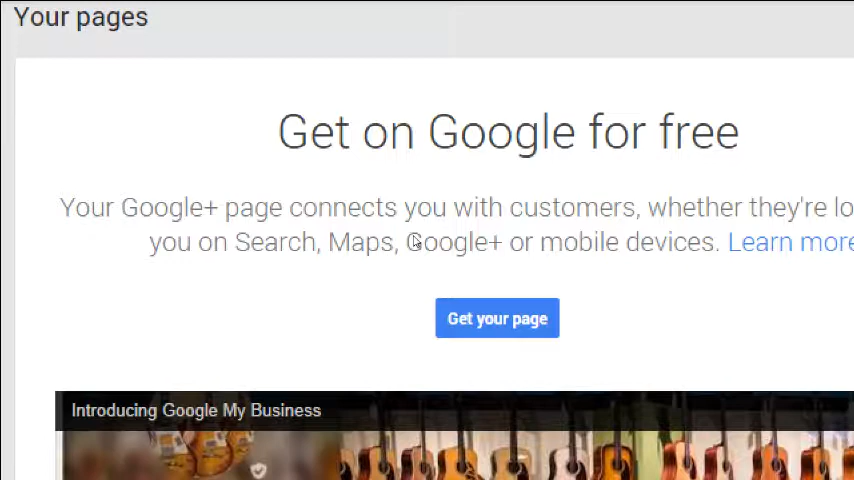 Your pages
Get on Google for free
Your Google+ page connects you with customers, whether they're lo
you on Search, Maps, Google+ or mobile devices. Learn more
Get your page
Introducing Google My Business